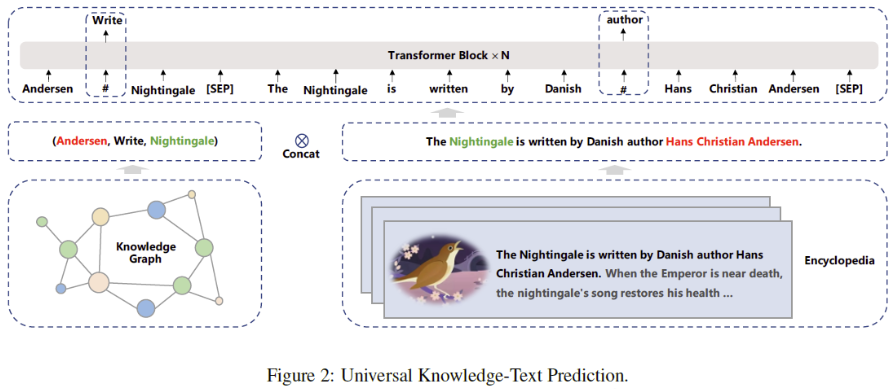 Write author
Transformer Block × N
Andersen # Nightingale [SEP] The Nightingale is written by Danish # Hans Christian Andersen [SEP]
(Andersen, Write, Nightingale)
⊗
Concat
The Nightingale is written by Danish author Hans Christian Andersen.
Knowledge
Graph
The Nightingale is written by Danish author Hans
Christian Andersen. When the Emperor is near death,
the nightingale's song restores his health ...
Encyclopedia
Figure 2: Universal Knowledge-Text Prediction.